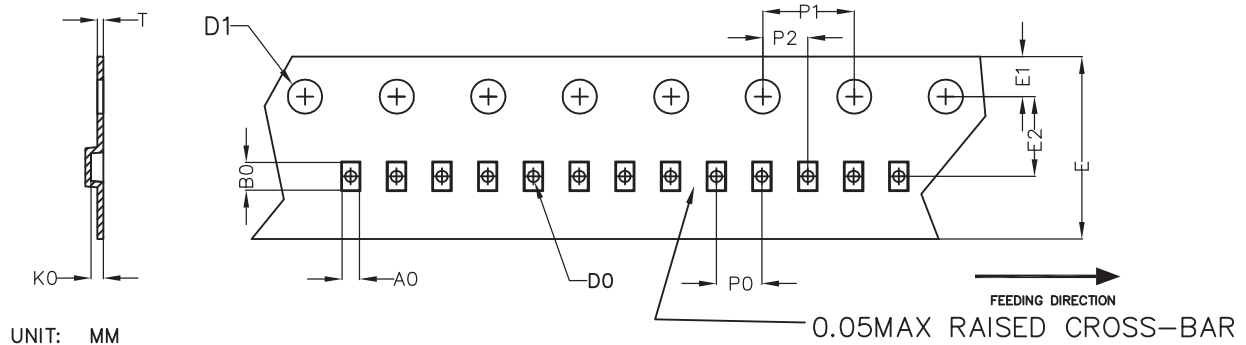 T
D1
P1
P2
E1
E2
E
B0
K0
A0
D0
P0
FEEDING DIRECTION
0.05MAX RAISED CROSS-BAR
UNIT: MM